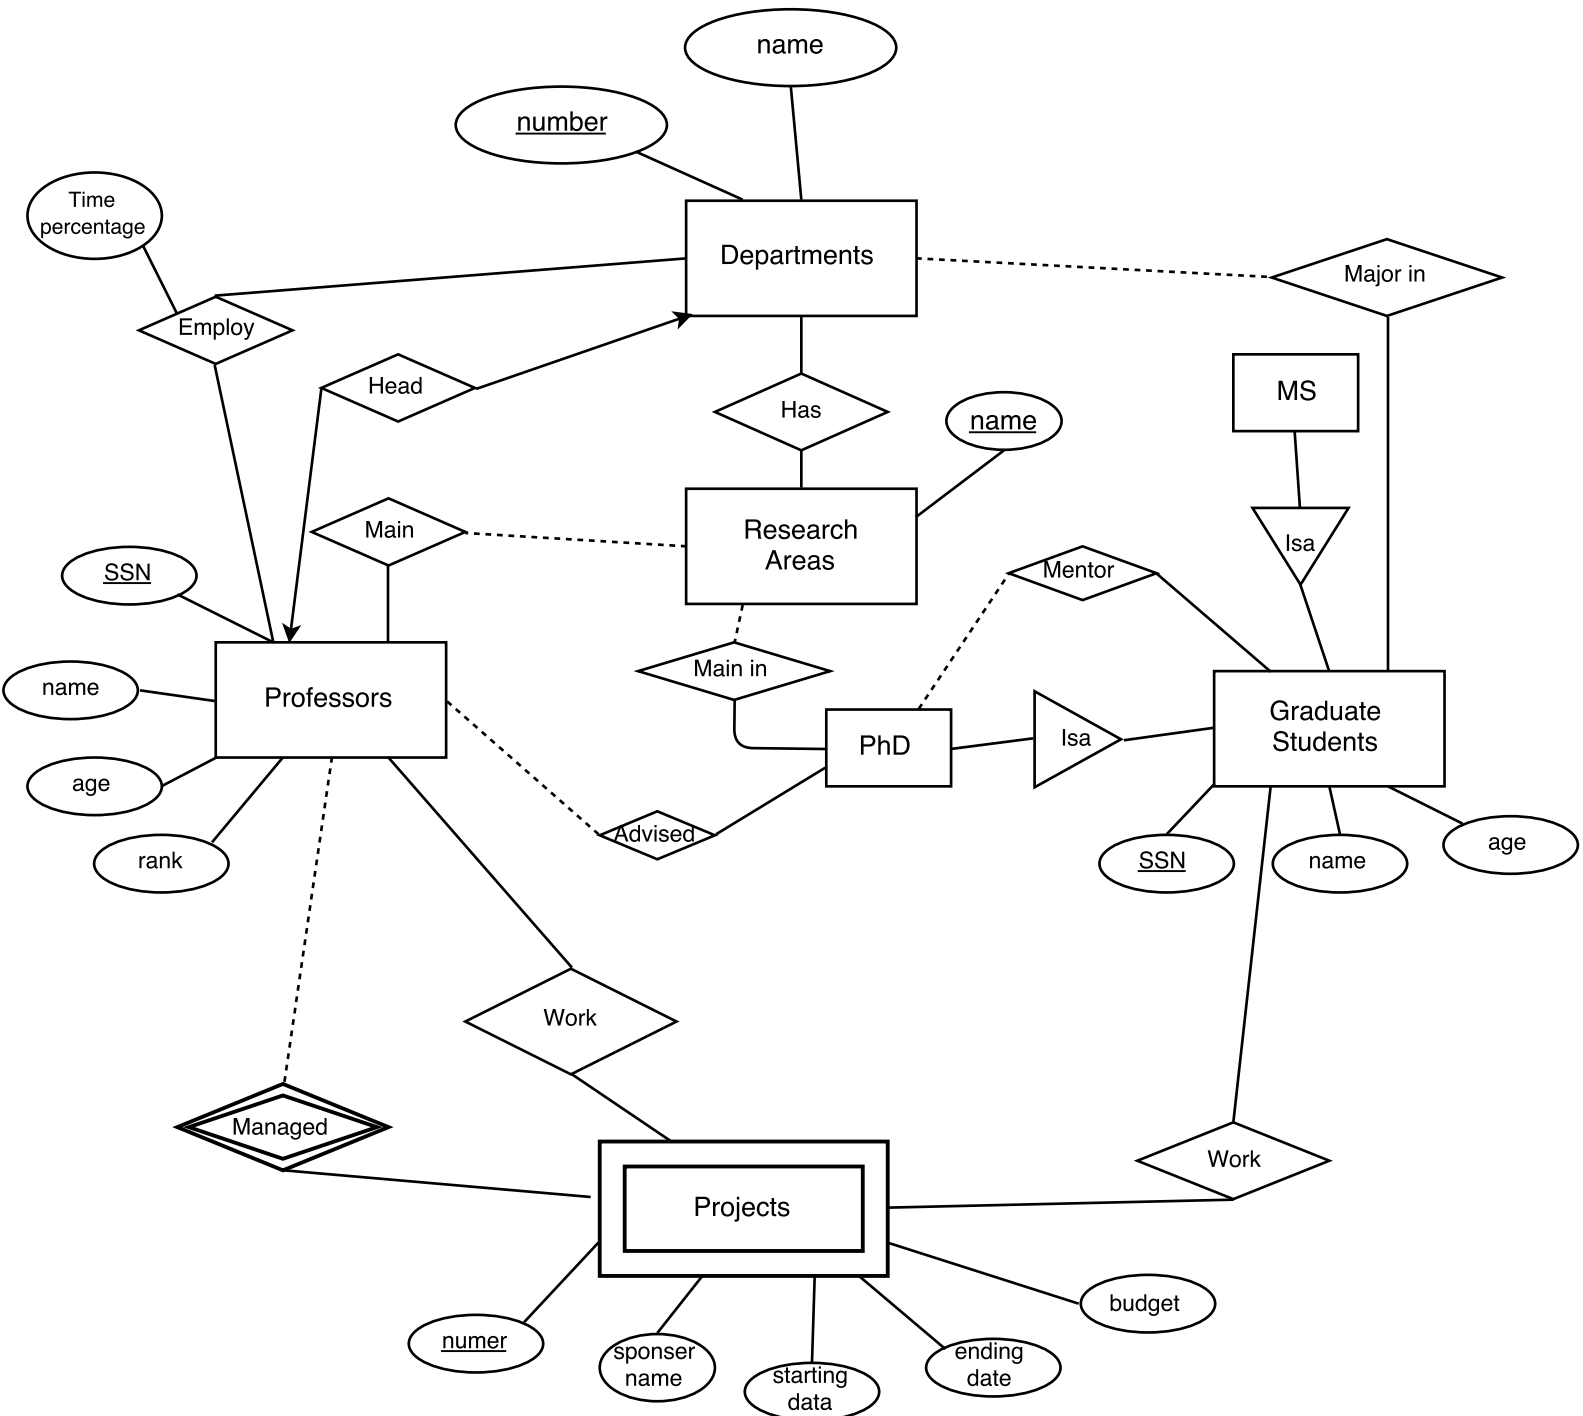 name
number
Time
percentage
Departments
Major in
Employ
Head
MS
Has
name
Main
Research
Areas
Isa
Mentor
SSN
Main in
name
Professors
PhD
Isa
Graduate
Students
age
Advised
rank
SSN
name
age
Work
Managed
Work
Projects
budget
numer
sponser
name
starting
data
ending
date